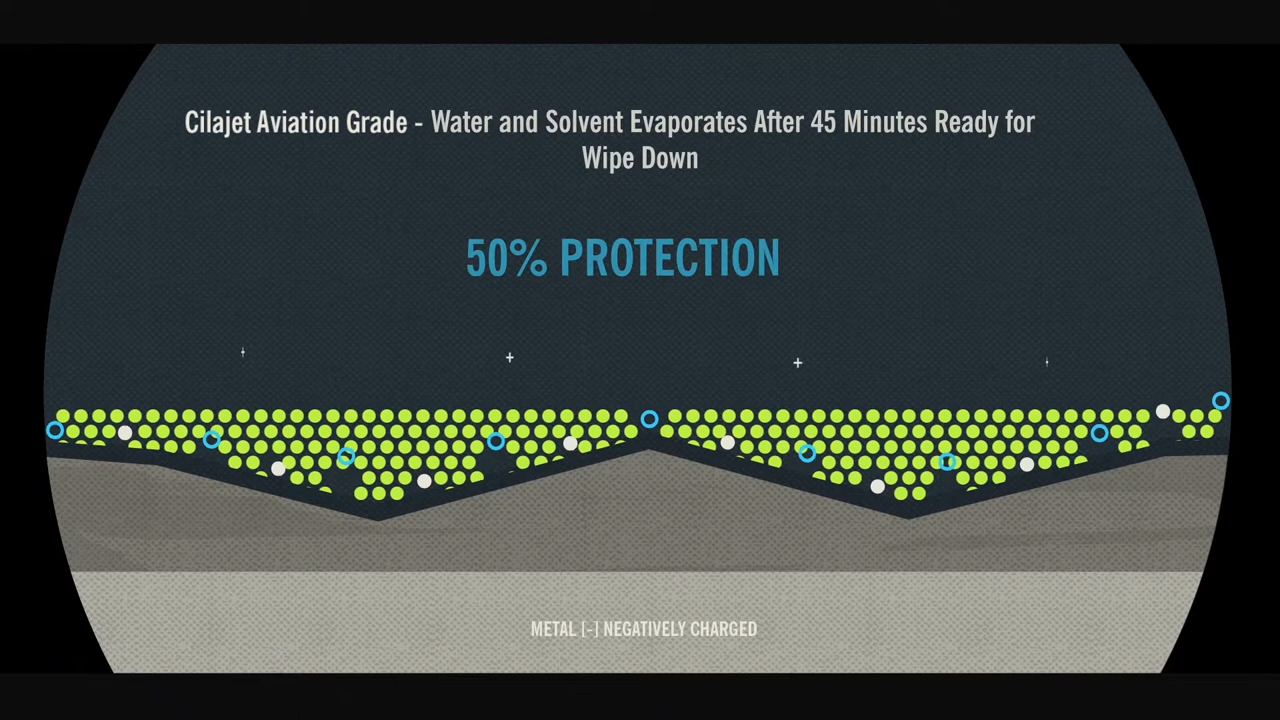 Cilajet Aviation Grade - Water and Solvent Evaporates After 45 Minutes Ready for
Wipe Down
50% PROTECTION
METAL [-] NEGATIVELY CHARGED